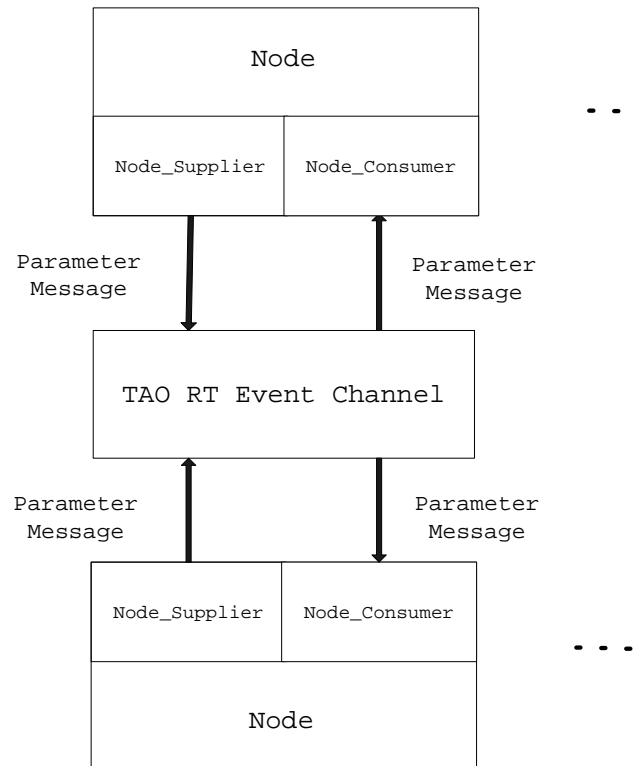 Node
- -
Node_Supplier Node_Consumer
Parameter
Message
Parameter
Message
TAO RT Event Channel
Parameter
Message
Parameter
Message
Node_Supplier Node_Consumer
- - -
Node